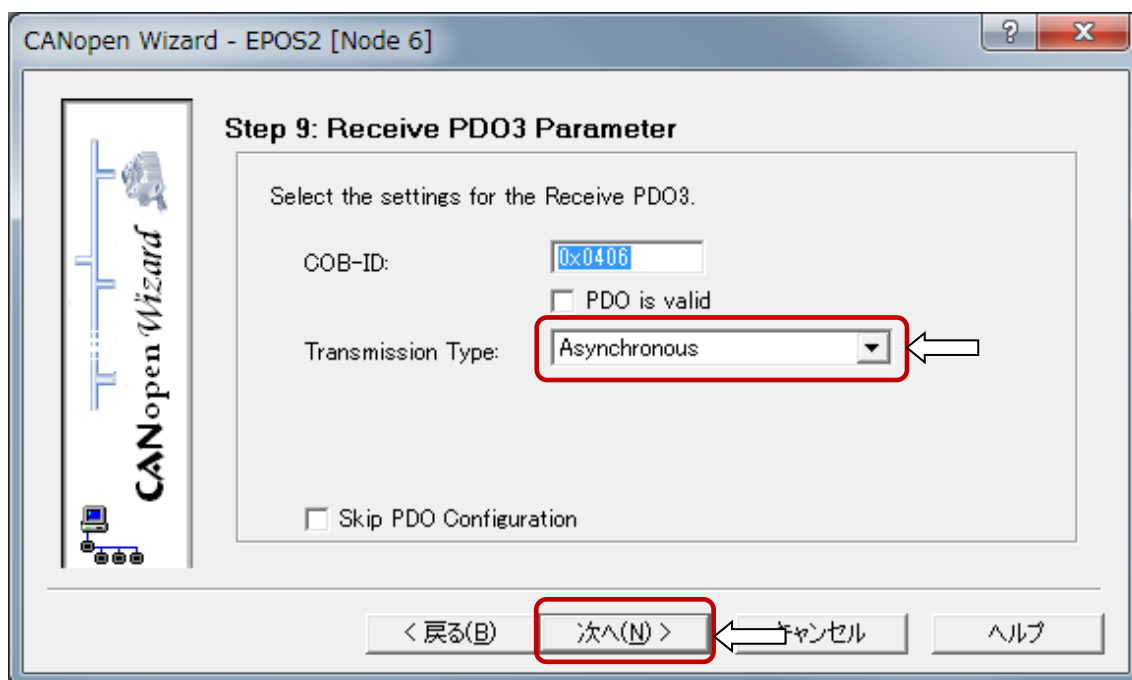 CANopen Wizard - EPOS2 [Node 6]
CANopen Wizard
Step 9: Receive PDO3 Parameter
Select the settings for the Receive PDO3.
COB-ID:
0x0406
PDO is valid
Transmission Type:
Asynchronous
Skip PDO Configuration
< 戻る(B)
次へ(N) >
キャンセル
ヘルプ